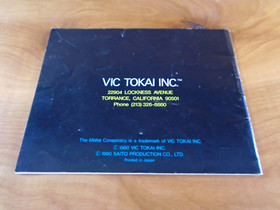 VIC TOKAI INC.™
22904 LOCKNESS AVENUE
TORRANCE, CALIFORNIA 90501
Phone (213) 326-8880
The Mafat Conspiracy is a trademark of VIC TOKAI INC.
© 1990 VIC TOKAI INC.
© 1990 SAITO PRODUCTION CO., LTD.
Printed in Japan